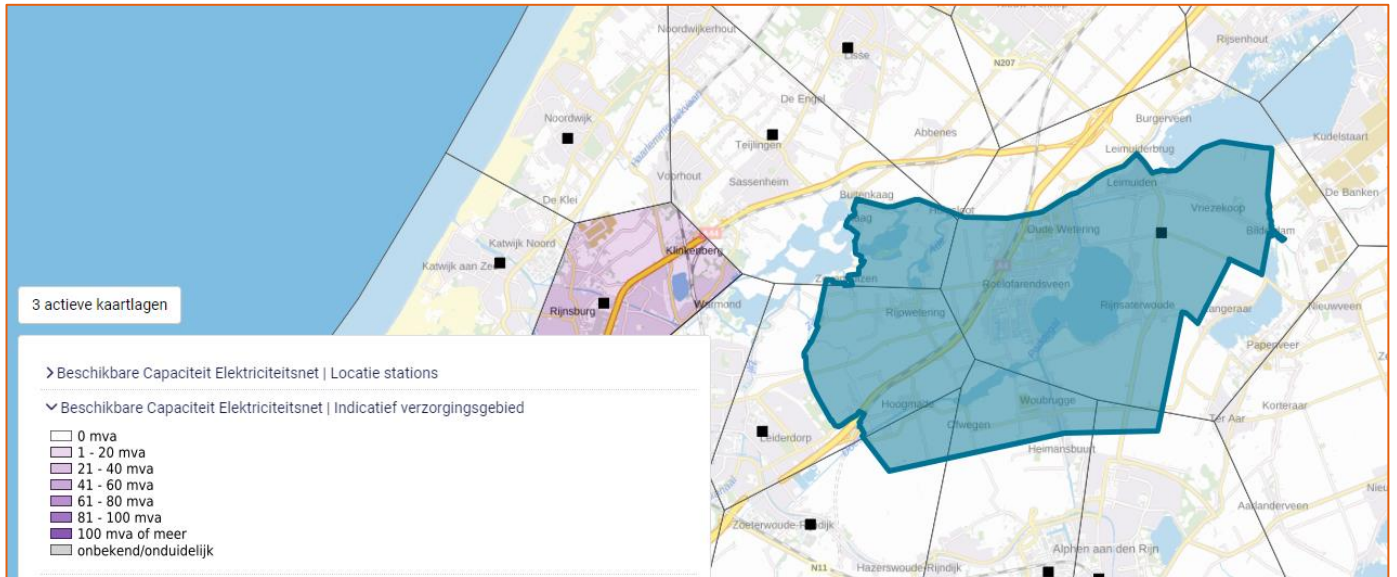 Noordwijkerhout
Lisse
N207
Rijsenhout
De Engel
Noordwijk
Teijlingen
Abbenes
Burgerveen
Kudelstaart
Leimuiderbrug
Voorhout
Sassenheim
Leimuiden
Buitenkaag
De Banken
De Klei
Vriezekoop
Katwijk Noord
Klinkenberg
Oude Wetering
Bilderdam
Katwijk aan Zee
Roelofarendsveen
Warmond
Rijnsburg
Rijpwetering
Rijnsaterwoude
Nieuwveen
Papenveer
3 actieve kaartlagen
Beschikbare Capaciteit Elektriciteitsnet | Locatie stations
Beschikbare Capaciteit Elektriciteitsnet | Indicatief verzorgingsgebied
0 mva
1 - 20 mva
21 - 40 mva
41 - 60 mva
61 - 80 mva
81 - 100 mva
100 mva of meer
onbekend/onduidelijk
Hoogmade
Woubrugge
Ofwegen
Ter Aar
Korteraar
Leiderdorp
Heimansbuurt
Aarlanderveen
Zoeterwoude-Rijndijk
Alphen aan den Rijn
N11
Hazerswoude-Rijndijk